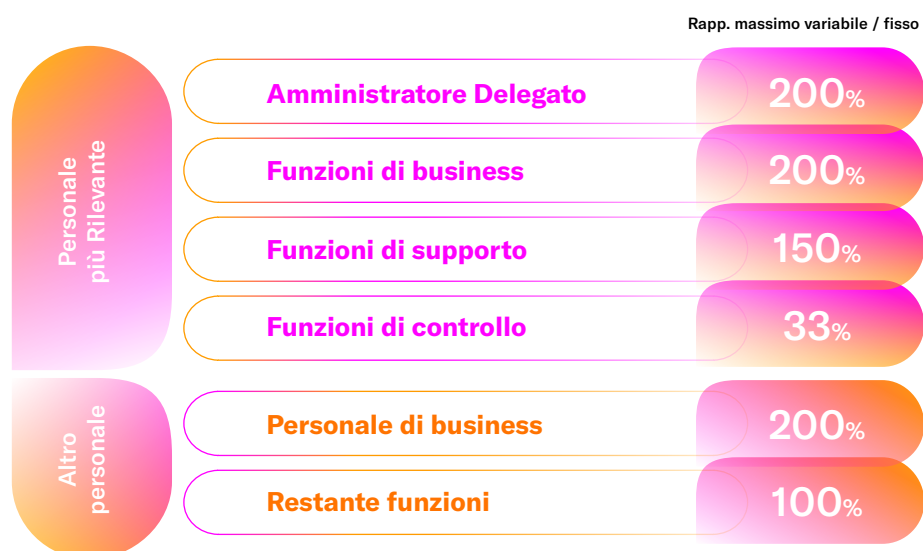 Rapp. massimo variabile / fisso
Personale
più Rilevante
Amministratore Delegato
200%
Funzioni di business
200%
Funzioni di supporto
150%
Funzioni di controllo
33%
Altro
personale
Personale di business
200%
Restante funzioni
100%